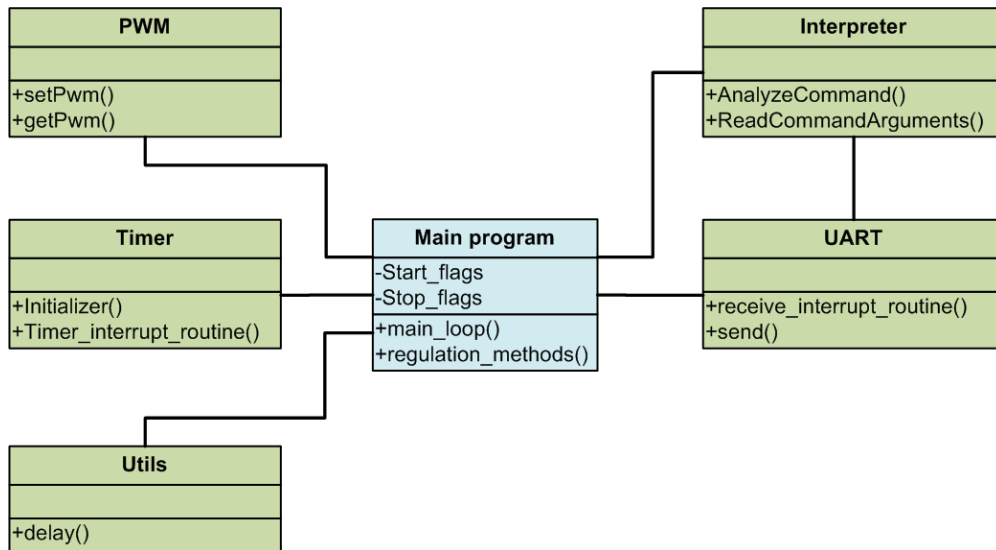 PWM
+setPwm()
+getPwm()
Interpreter
+AnalyzeCommand()
+ReadCommandArguments()
Timer
+Initializer()
+Timer_interrupt_routine()
Main program
-Start_flags
-Stop_flags
+main_loop()
+regulation_methods()
UART
+receive_interrupt_routine()
+send()
Utils
+delay()